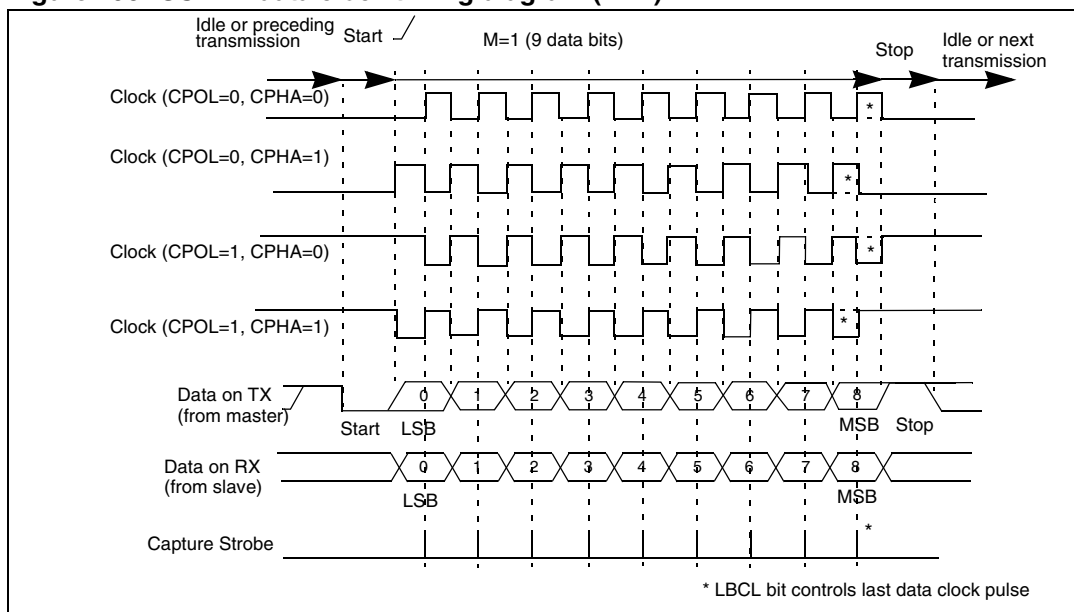 Idle or preceding
transmission
Start
M=1 (9 data bits)
Stop
Idle or next
transmission
Clock (CPOL=0, CPHA=0)
*
Clock (CPOL=0, CPHA=1)
*
Clock (CPOL=1, CPHA=0)
*
Clock (CPOL=1, CPHA=1)
*
Data on TX
(from master)
0 1 2 3 4 5 6 7 8
Start LSB MSB Stop
Data on RX
(from slave)
0 1 2 3 4 5 6 7 8
LSB MSB
Capture Strobe
*
* LBCL bit controls last data clock pulse